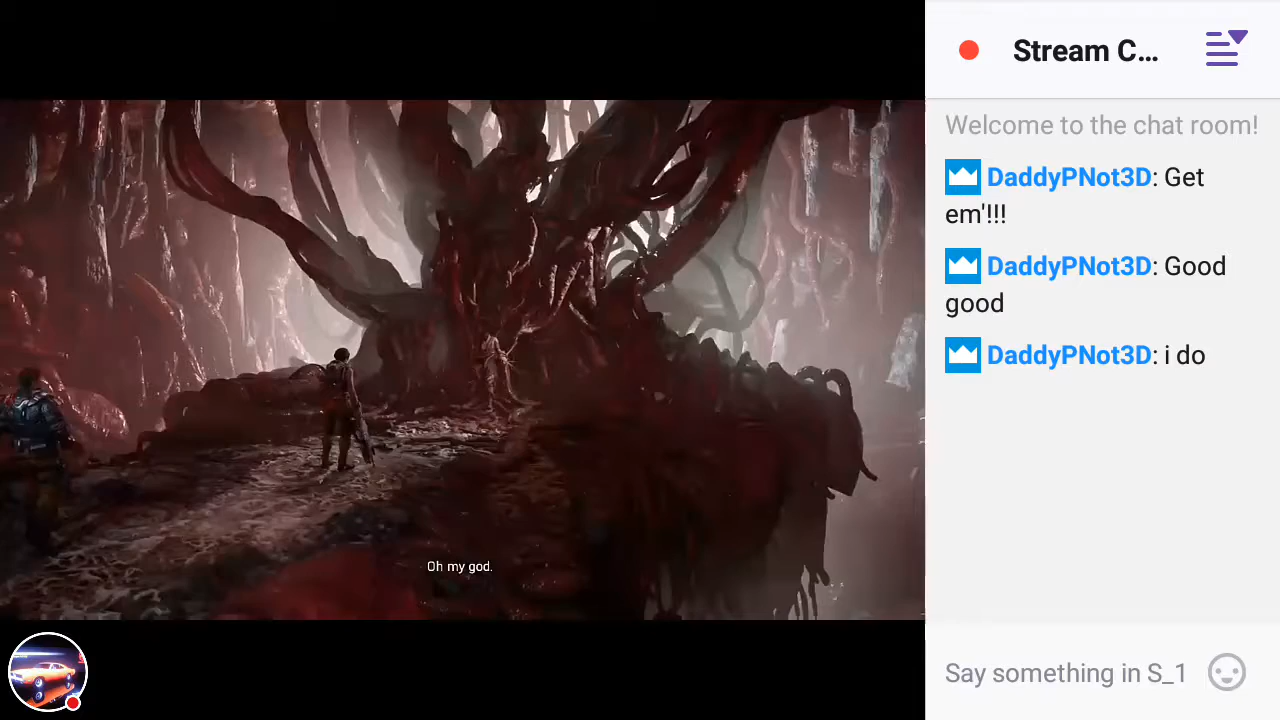 Stream C...
Welcome to the chat room!
DaddyPNot3D: Get
em'!!!
DaddyPNot3D: Good
good
DaddyPNot3D: i do
Oh my god.
Say something in S_1